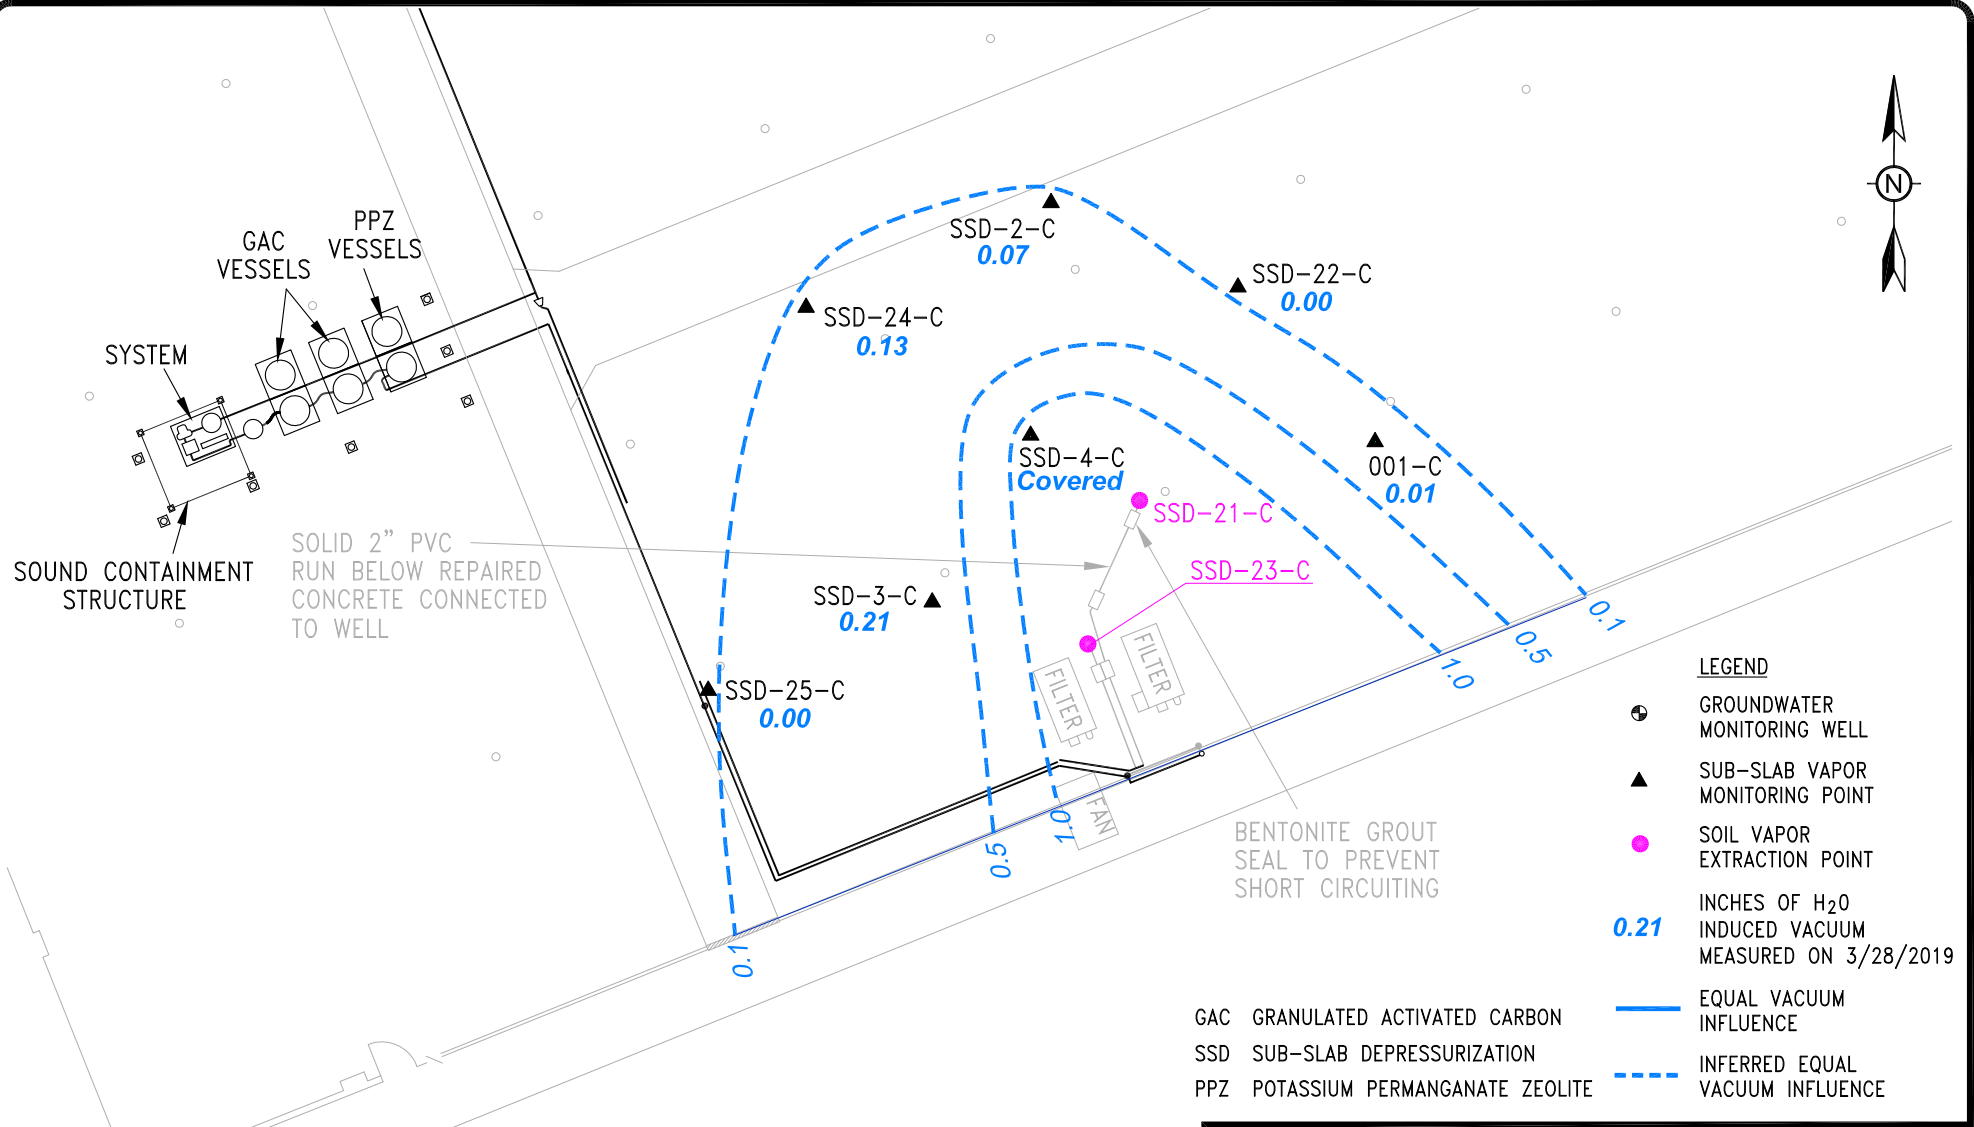 N
PPZ
VESSELS
GAC
VESSELS
SYSTEM
SOUND CONTAINMENT
STRUCTURE
SOLID 2" PVC
RUN BELOW REPAIRED
CONCRETE CONNECTED
TO WELL
SSD-2-C
0.07
SSD-22-C
0.00
SSD-24-C
0.13
SSD-4-C
Covered
001-C
0.01
SSD-21-C
SSD-23-C
SSD-3-C
0.21
SSD-25-C
0.00
FILTER
FILTER
FAN
0.1
0.5
1.0
1.0
0.5
0.1
BENTONITE GROUT
SEAL TO PREVENT
SHORT CIRCUITING
LEGEND
GROUNDWATER
MONITORING WELL
SUB-SLAB VAPOR
MONITORING POINT
SOIL VAPOR
EXTRACTION POINT
0.21
INCHES OF H₂O
INDUCED VACUUM
MEASURED ON 3/28/2019
EQUAL VACUUM
INFLUENCE
INFERRED EQUAL
VACUUM INFLUENCE
GAC GRANULATED ACTIVATED CARBON
SSD SUB-SLAB DEPRESSURIZATION
PPZ POTASSIUM PERMANGANATE ZEOLITE